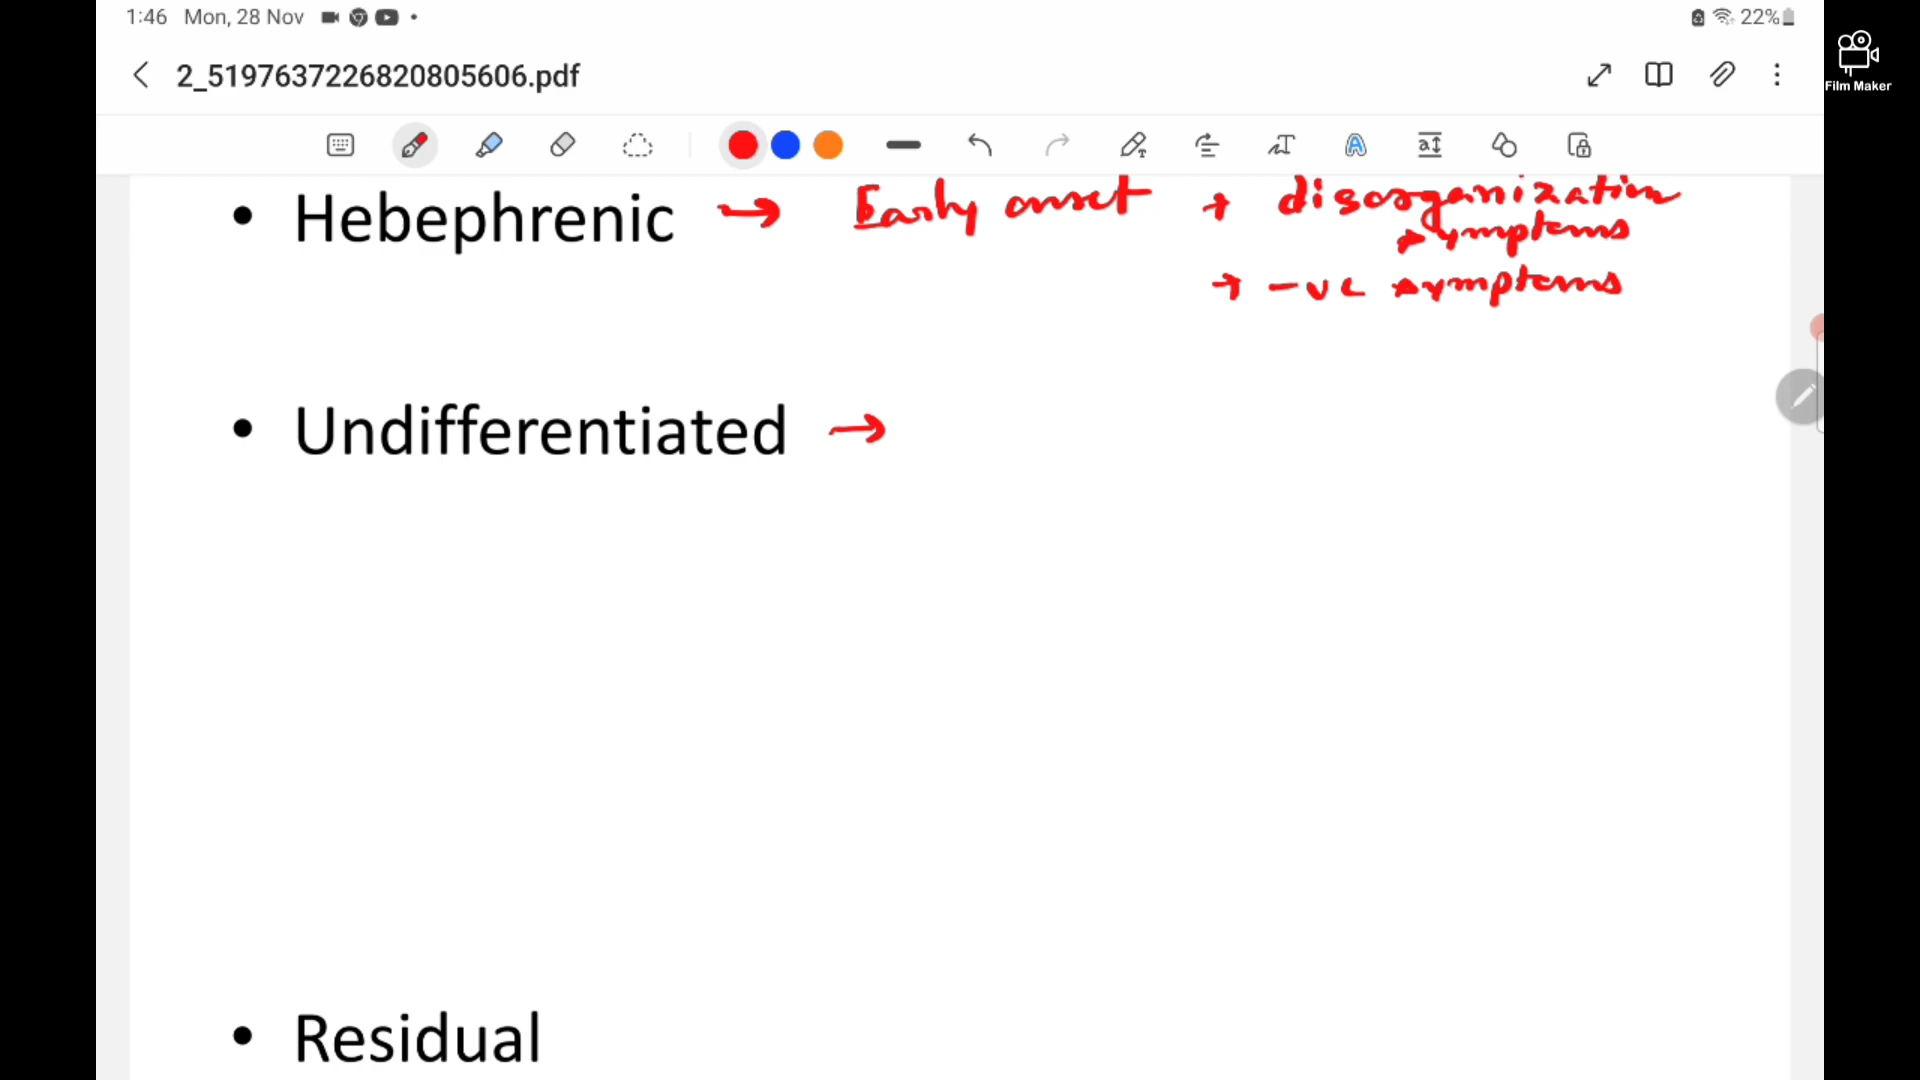 1:46 Mon, 28 Nov 22%
Film Maker
2_5197637226820805606.pdf
• Hebephrenic → Early onset + disorganization
symptoms
+ -ve symptoms
• Undifferentiated →
• Residual